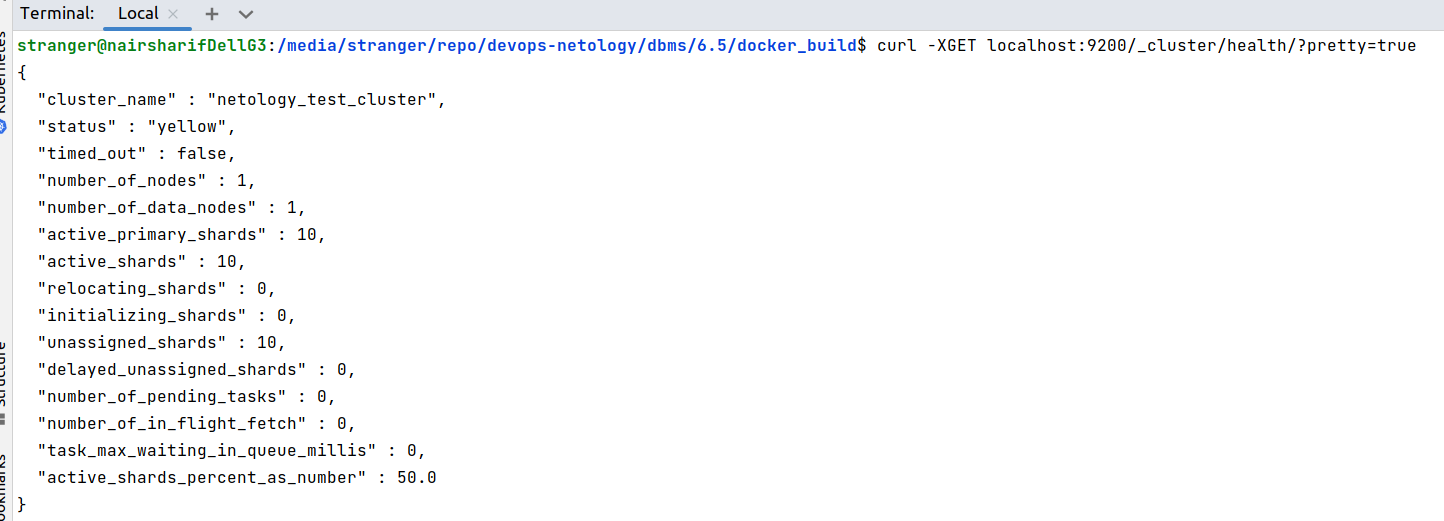 Terminal: Local × + ∨
stranger@nairsharifDellG3:/media/stranger/repo/devops-netology/dbms/6.5/docker_build$ curl -XGET localhost:9200/_cluster/health/?pretty=true
{
  "cluster_name" : "netology_test_cluster",
  "status" : "yellow",
  "timed_out" : false,
  "number_of_nodes" : 1,
  "number_of_data_nodes" : 1,
  "active_primary_shards" : 10,
  "active_shards" : 10,
  "relocating_shards" : 0,
  "initializing_shards" : 0,
  "unassigned_shards" : 10,
  "delayed_unassigned_shards" : 0,
  "number_of_pending_tasks" : 0,
  "number_of_in_flight_fetch" : 0,
  "task_max_waiting_in_queue_millis" : 0,
  "active_shards_percent_as_number" : 50.0
}
Kubernetes
Structure